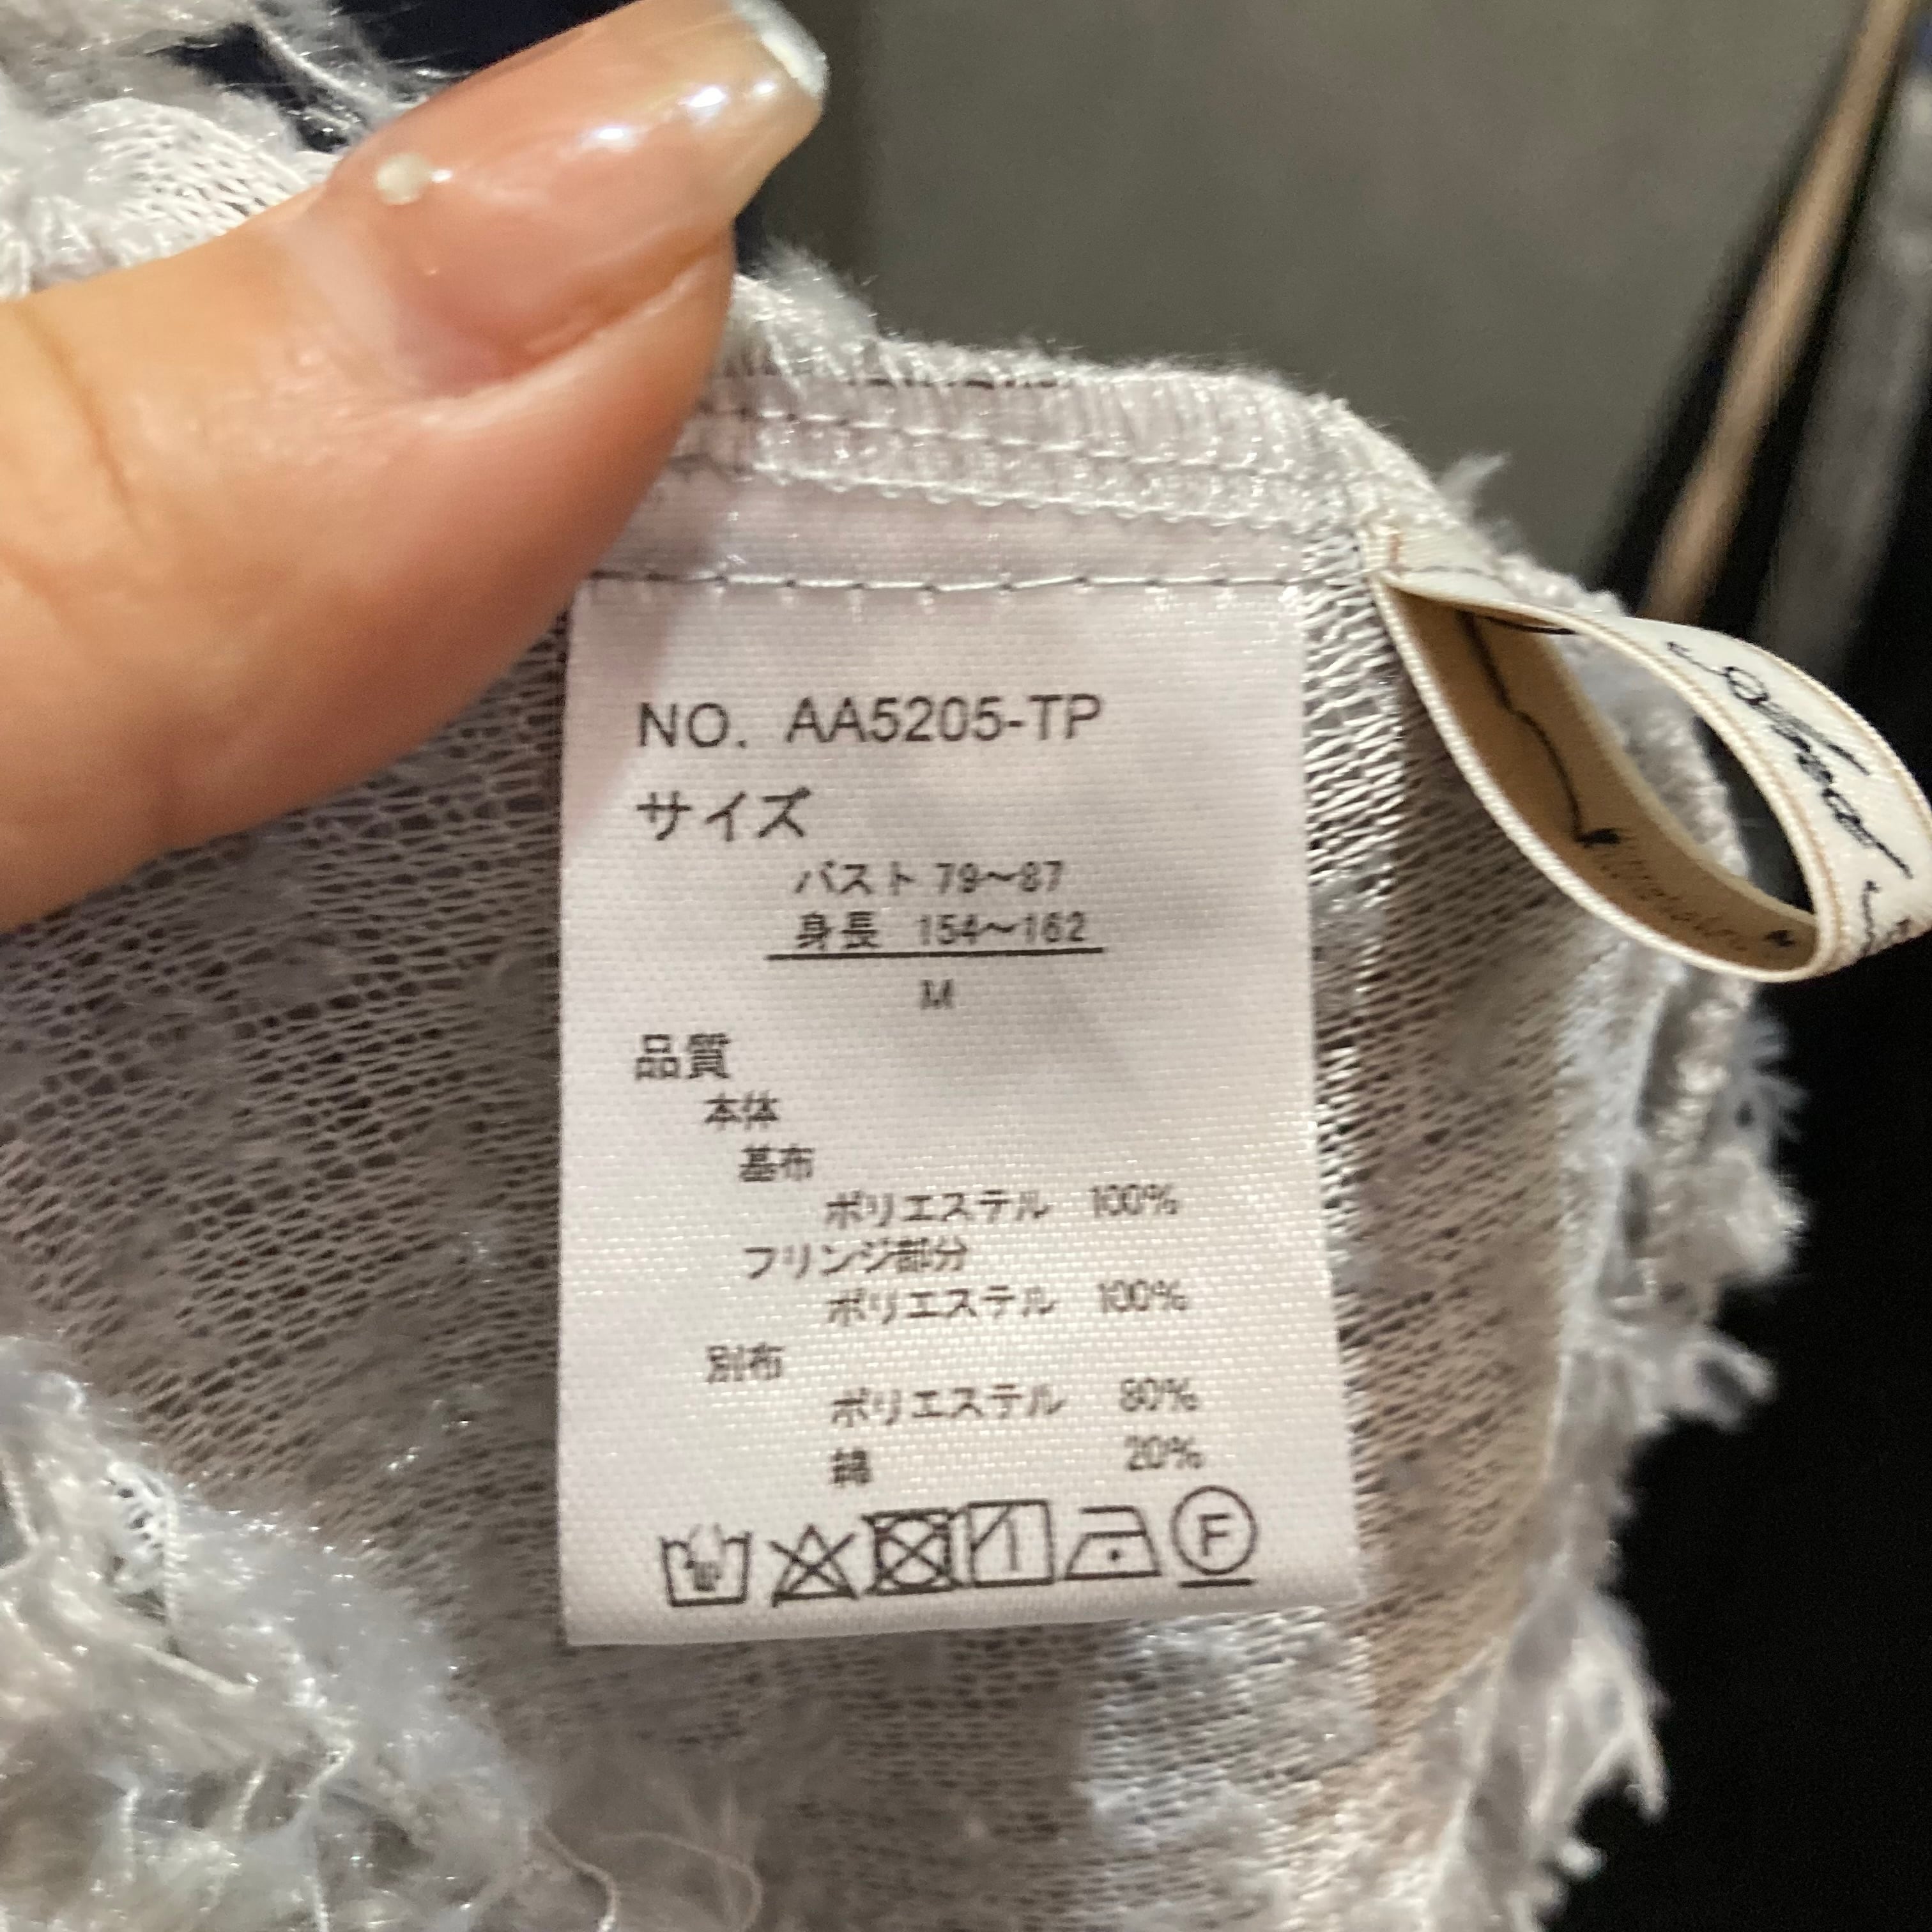 NO. AA5205-TP
サイズ
バスト 79～87
身長 154～162
M
品質
本体
基布
ポリエステル 100%
フリンジ部分
ポリエステル 100%
別布
ポリエステル 80%
綿 20%
F